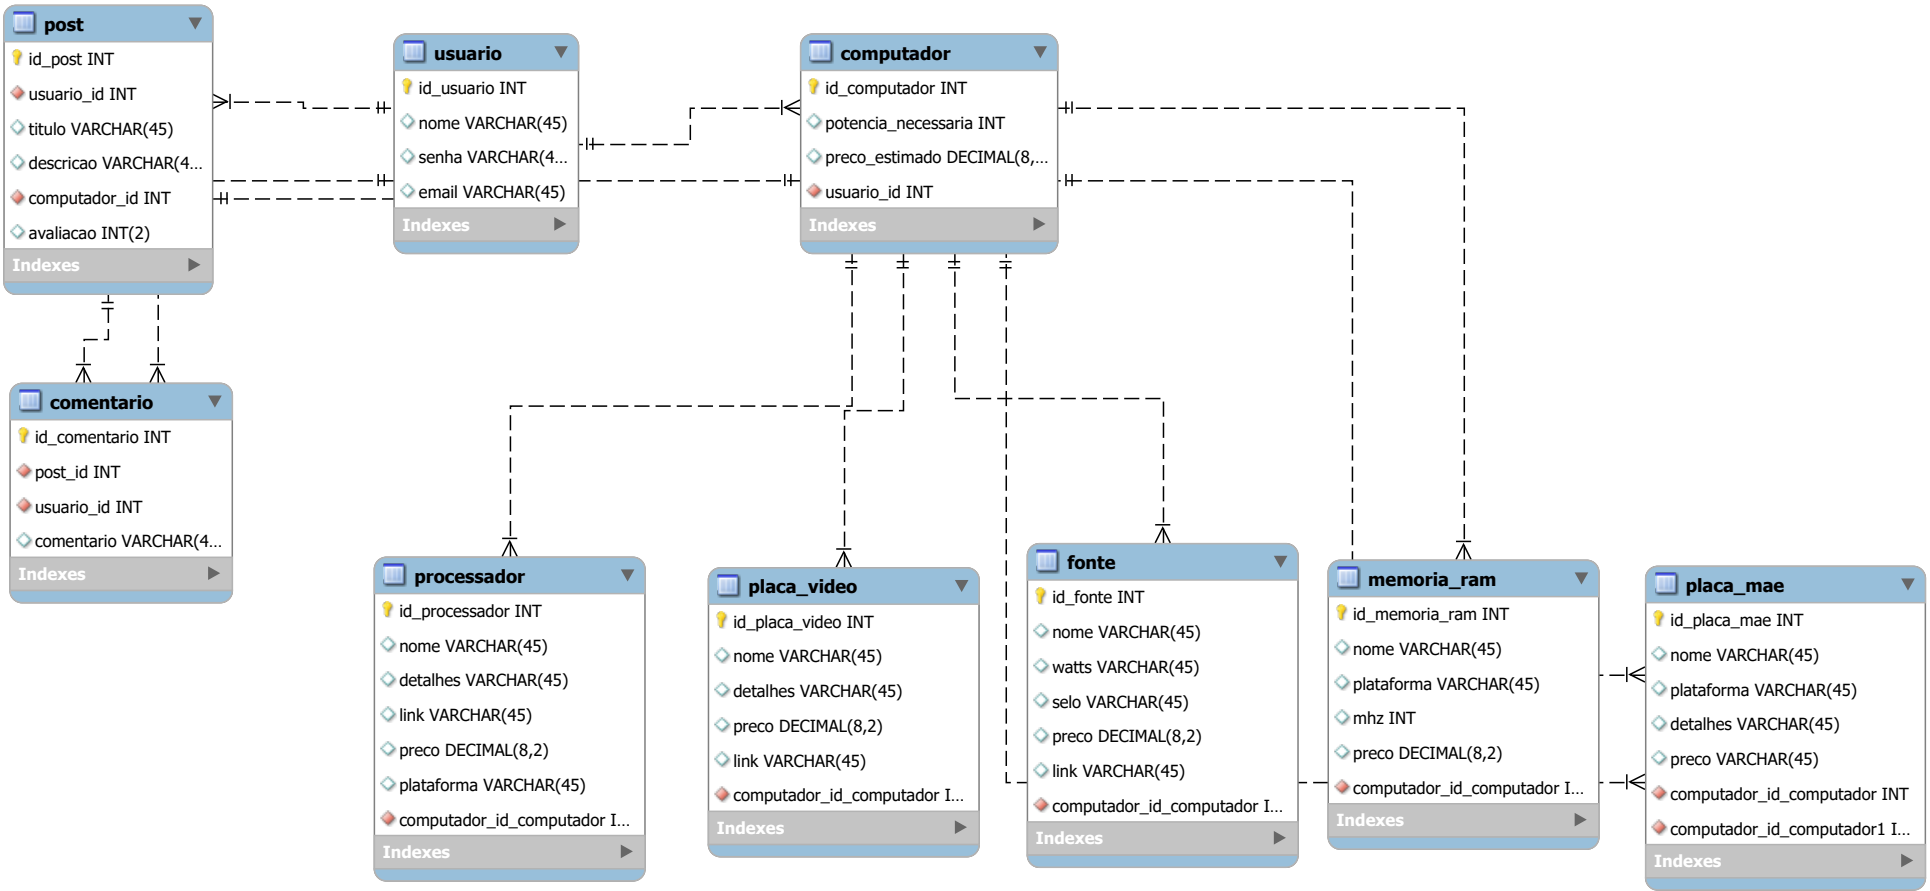 post
id_post INT
usuario_id INT
titulo VARCHAR(45)
descricao VARCHAR(4...
computador_id INT
avaliacao INT(2)
Indexes
usuario
id_usuario INT
nome VARCHAR(45)
senha VARCHAR(4...
email VARCHAR(45)
Indexes
computador
id_computador INT
potencia_necessaria INT
preco_estimado DECIMAL(8,...
usuario_id INT
Indexes
comentario
id_comentario INT
post_id INT
usuario_id INT
comentario VARCHAR(4...
Indexes
processador
id_processador INT
nome VARCHAR(45)
detalhes VARCHAR(45)
link VARCHAR(45)
preco DECIMAL(8,2)
plataforma VARCHAR(45)
computador_id_computador I...
Indexes
placa_video
id_placa_video INT
nome VARCHAR(45)
detalhes VARCHAR(45)
preco DECIMAL(8,2)
link VARCHAR(45)
computador_id_computador I...
Indexes
fonte
id_fonte INT
nome VARCHAR(45)
watts VARCHAR(45)
selo VARCHAR(45)
preco DECIMAL(8,2)
link VARCHAR(45)
computador_id_computador I...
Indexes
memoria_ram
id_memoria_ram INT
nome VARCHAR(45)
plataforma VARCHAR(45)
mhz INT
preco DECIMAL(8,2)
computador_id_computador I...
Indexes
placa_mae
id_placa_mae INT
nome VARCHAR(45)
plataforma VARCHAR(45)
detalhes VARCHAR(45)
preco VARCHAR(45)
computador_id_computador INT
computador_id_computador1 I...
Indexes